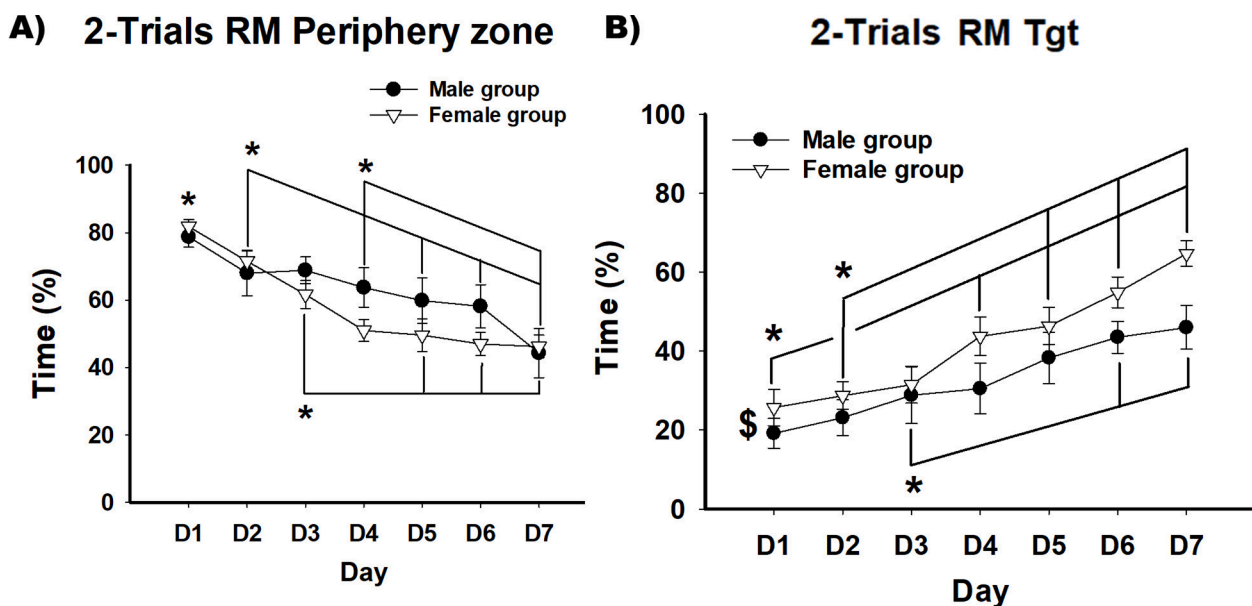 A) 2-Trials RM Periphery zone
Male group
Female group
100
80
60
40
20
0
Time (%)
*
*
*
*
D1 D2 D3 D4 D5 D6 D7
Day
B) 2-Trials RM Tgt
Male group
Female group
100
80
60
40
20
0
Time (%)
*
*
$
*
D1 D2 D3 D4 D5 D6 D7
Day